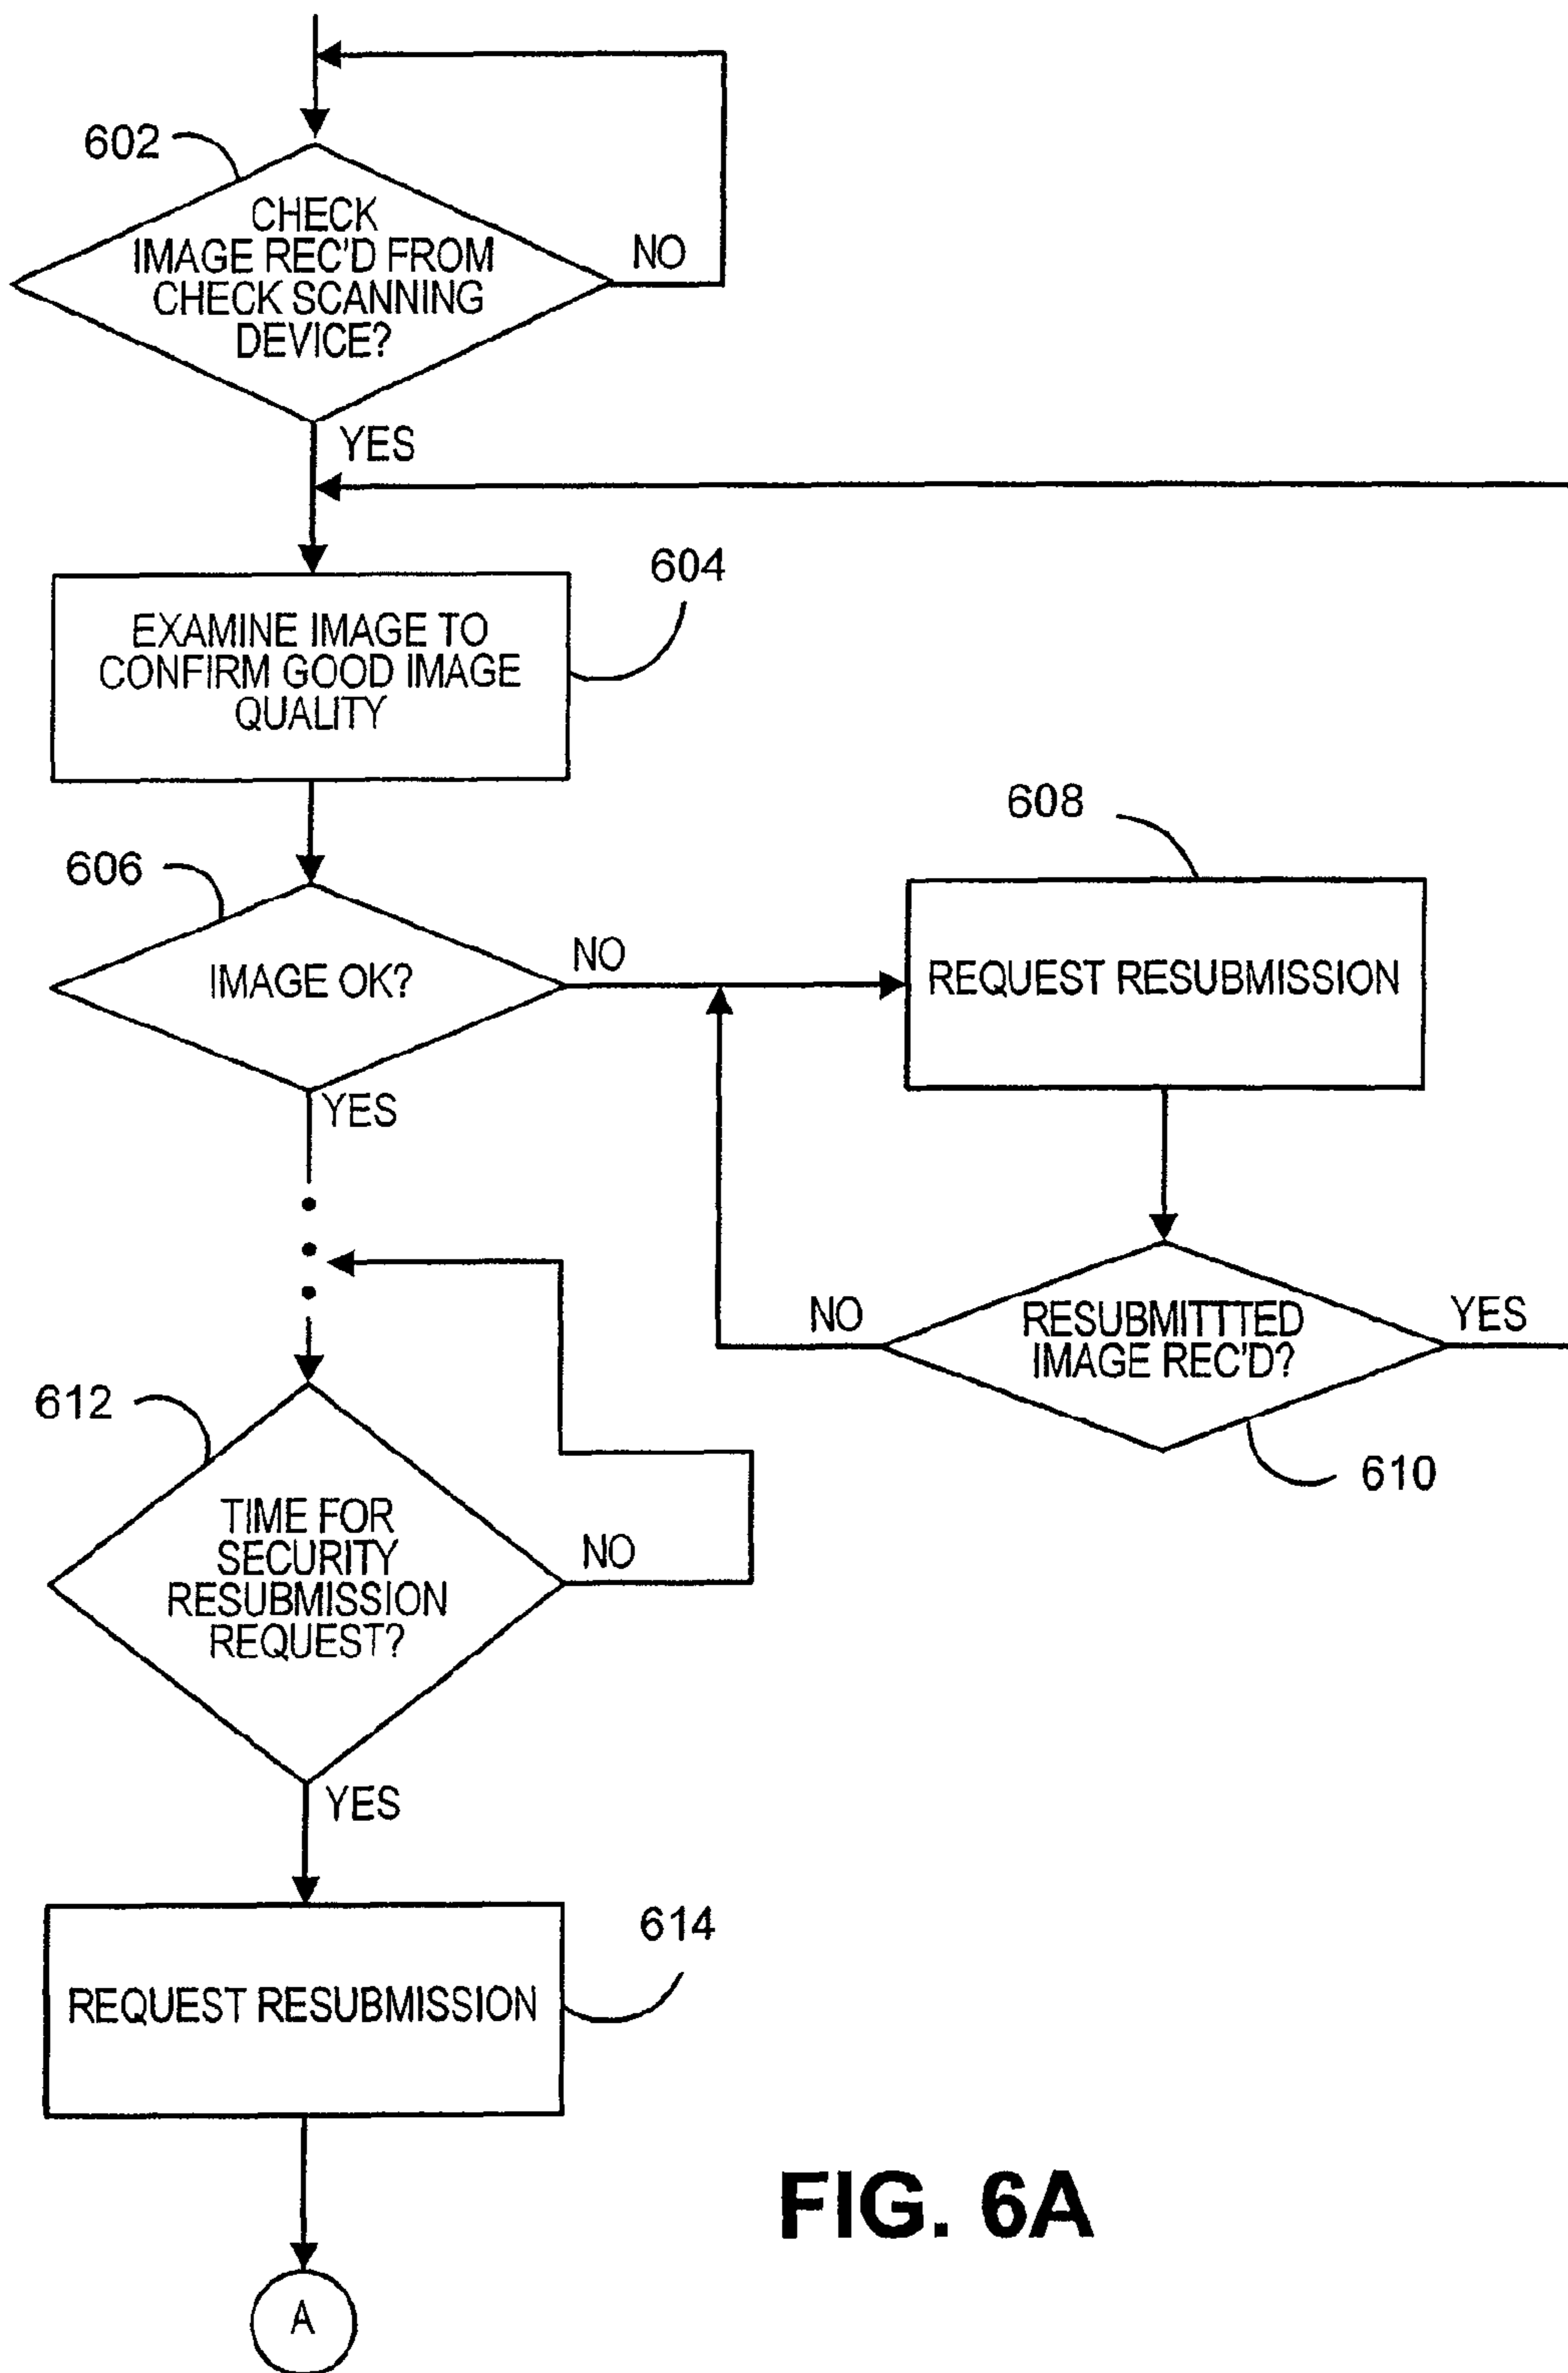 602
CHECK
IMAGE REC'D FROM
CHECK SCANNING
DEVICE?
NO
YES
604
EXAMINE IMAGE TO
CONFIRM GOOD IMAGE
QUALITY
606
IMAGE OK?
NO
YES
608
REQUEST RESUBMISSION
RESUBMITTTED
IMAGE REC'D?
NO
YES
610
612
TIME FOR
SECURITY
RESUBMISSION
REQUEST?
NO
YES
614
REQUEST RESUBMISSION
A
FIG. 6A